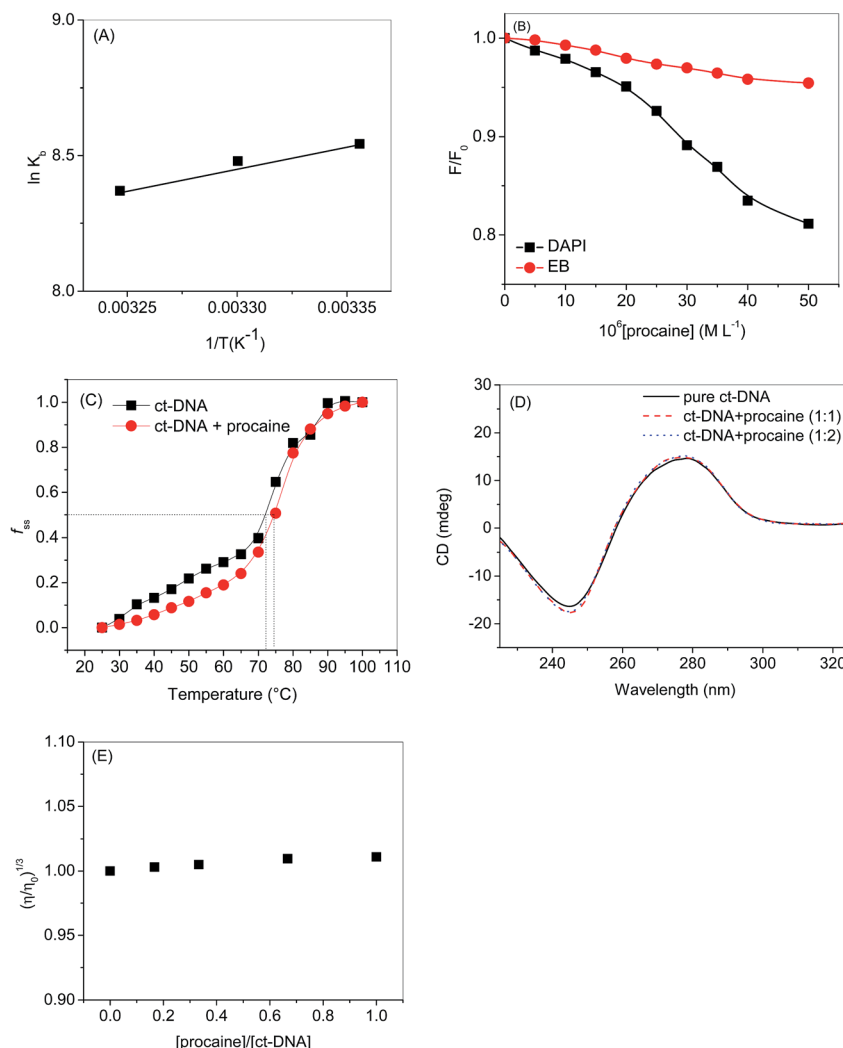 (A)
9.0
8.5
8.0
ln K_b
0.00325
0.00330
0.00335
1/T(K⁻¹)
(B)
1.0
0.9
0.8
F/F₀
DAPI
EB
0
10
20
30
40
50
10⁶[procaine] (M L⁻¹)
(C)
ct-DNA
ct-DNA + procaine
1.0
0.8
0.6
0.4
0.2
0.0
f_ss
20 30 40 50 60 70 80 90 100 110
Temperature (°C)
(D)
pure ct-DNA
ct-DNA+procaine (1:1)
ct-DNA+procaine (1:2)
30
20
10
0
-10
-20
-30
CD (mdeg)
240
260
280
300
320
Wavelength (nm)
(E)
1.10
1.05
1.00
0.95
0.90
(η/η₀)^1/3
0.0
0.2
0.4
0.6
0.8
1.0
[procaine]/[ct-DNA]